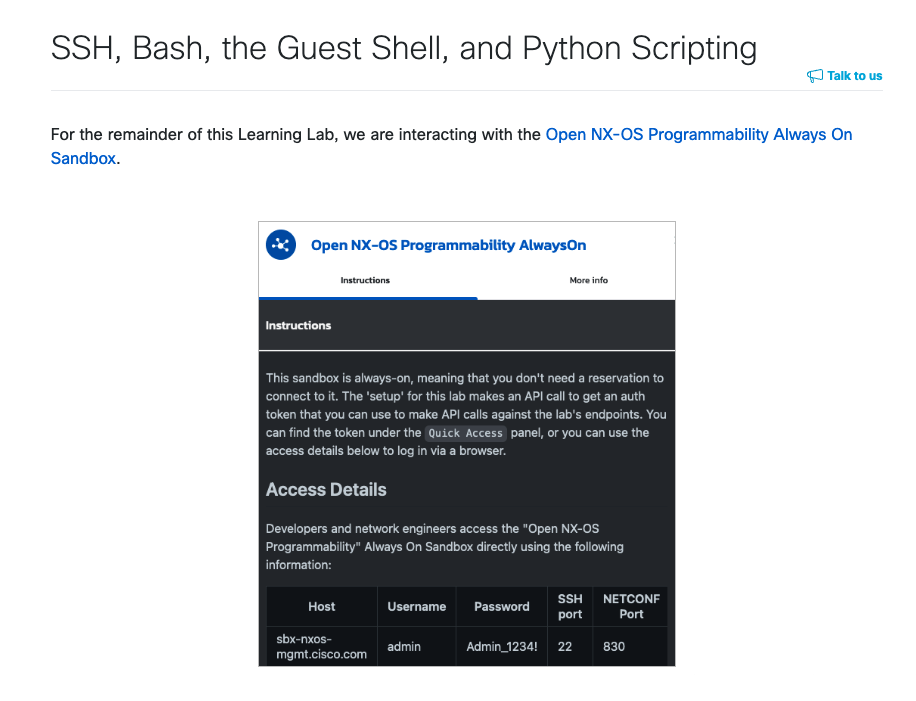 SSH, Bash, the Guest Shell, and Python Scripting
Talk to us
For the remainder of this Learning Lab, we are interacting with the Open NX-OS Programmability Always On
Sandbox.
Open NX-OS Programmability AlwaysOn
Instructions More info
Instructions
This sandbox is always-on, meaning that you don't need a reservation to
connect to it. The 'setup' for this lab makes an API call to get an auth
token that you can use to make API calls against the lab's endpoints. You
can find the token under the Quick Access panel, or you can use the
access details below to log in via a browser.
Access Details
Developers and network engineers access the "Open NX-OS
Programmability" Always On Sandbox directly using the following
information:
Host Username Password SSH port NETCONF Port
sbx-nxos-
mgmt.cisco.com admin Admin_1234! 22 830